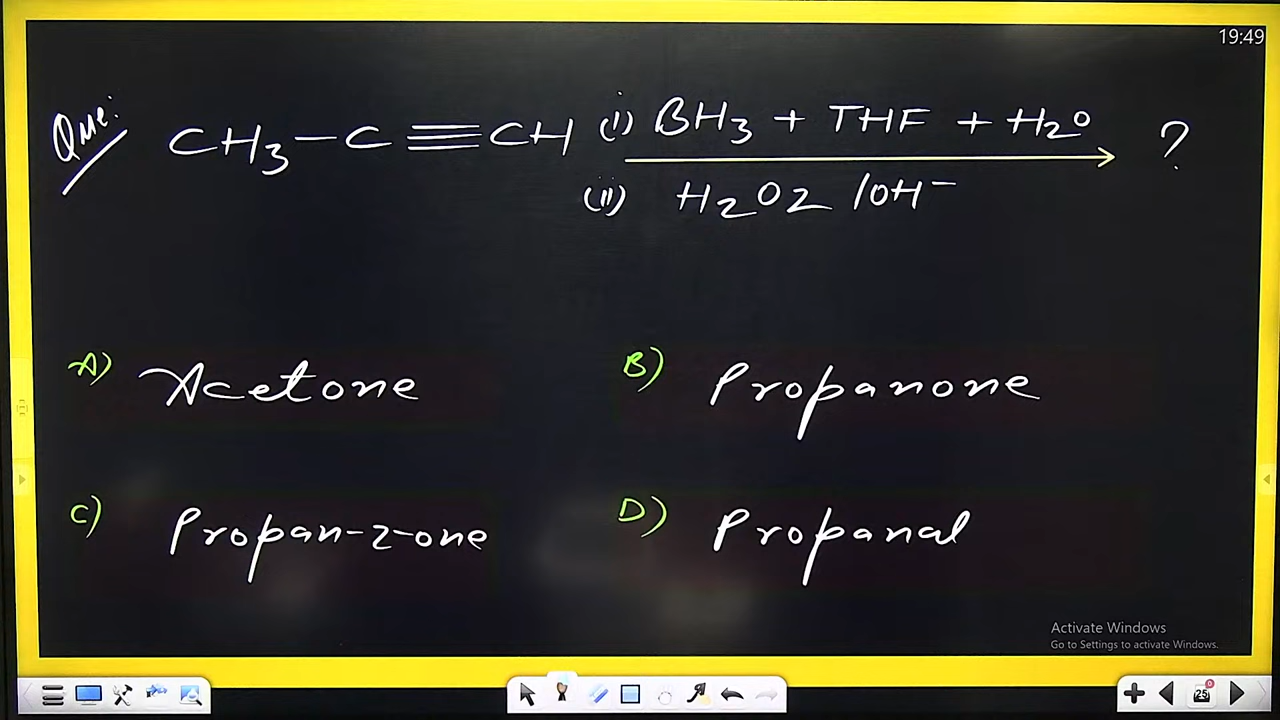 19:49
Que:
CH3-C≡CH (i) BH3 + THF + H2O ?
(ii) H2O2 / OH-
A) Acetone
B) Propanone
C) Propan-2-one
D) Propanal
Activate Windows
Go to Settings to activate Windows.
25